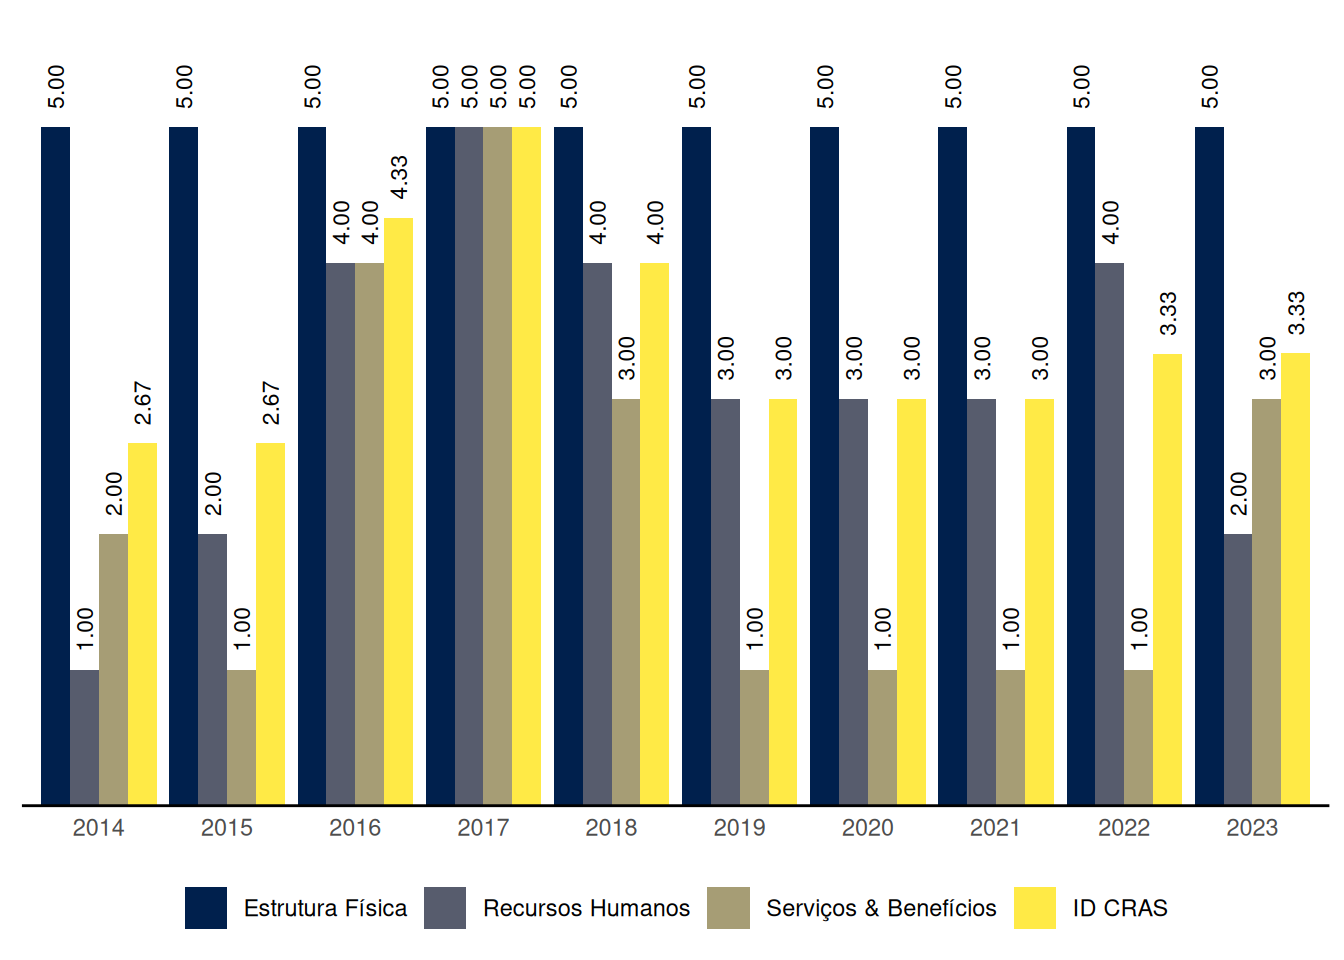 5.00 1.00 2.00 2.67
5.00 2.00 1.00 2.67
5.00 4.00 4.00 4.33
5.00 5.00 5.00 5.00
5.00 4.00 3.00 4.00
5.00 3.00 1.00 3.00
5.00 3.00 1.00 3.00
5.00 3.00 1.00 3.00
5.00 4.00 1.00 3.33
5.00 2.00 3.00 3.33
2014 2015 2016 2017 2018 2019 2020 2021 2022 2023
Estrutura Física Recursos Humanos Serviços & Benefícios ID CRAS